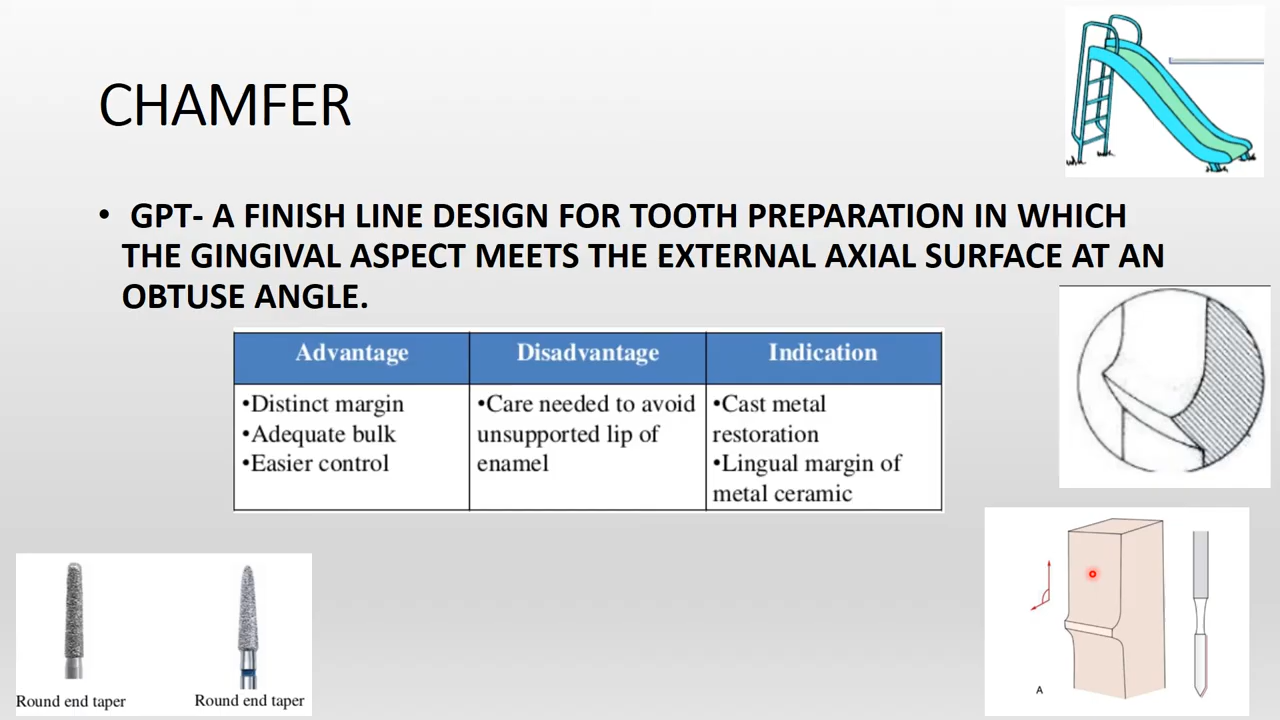 CHAMFER
• GPT- A FINISH LINE DESIGN FOR TOOTH PREPARATION IN WHICH
THE GINGIVAL ASPECT MEETS THE EXTERNAL AXIAL SURFACE AT AN
OBTUSE ANGLE.
Advantage
Disadvantage
Indication
•Distinct margin
•Adequate bulk
•Easier control
•Care needed to avoid
unsupported lip of
enamel
•Cast metal
restoration
•Lingual margin of
metal ceramic
Round end taper
Round end taper
A